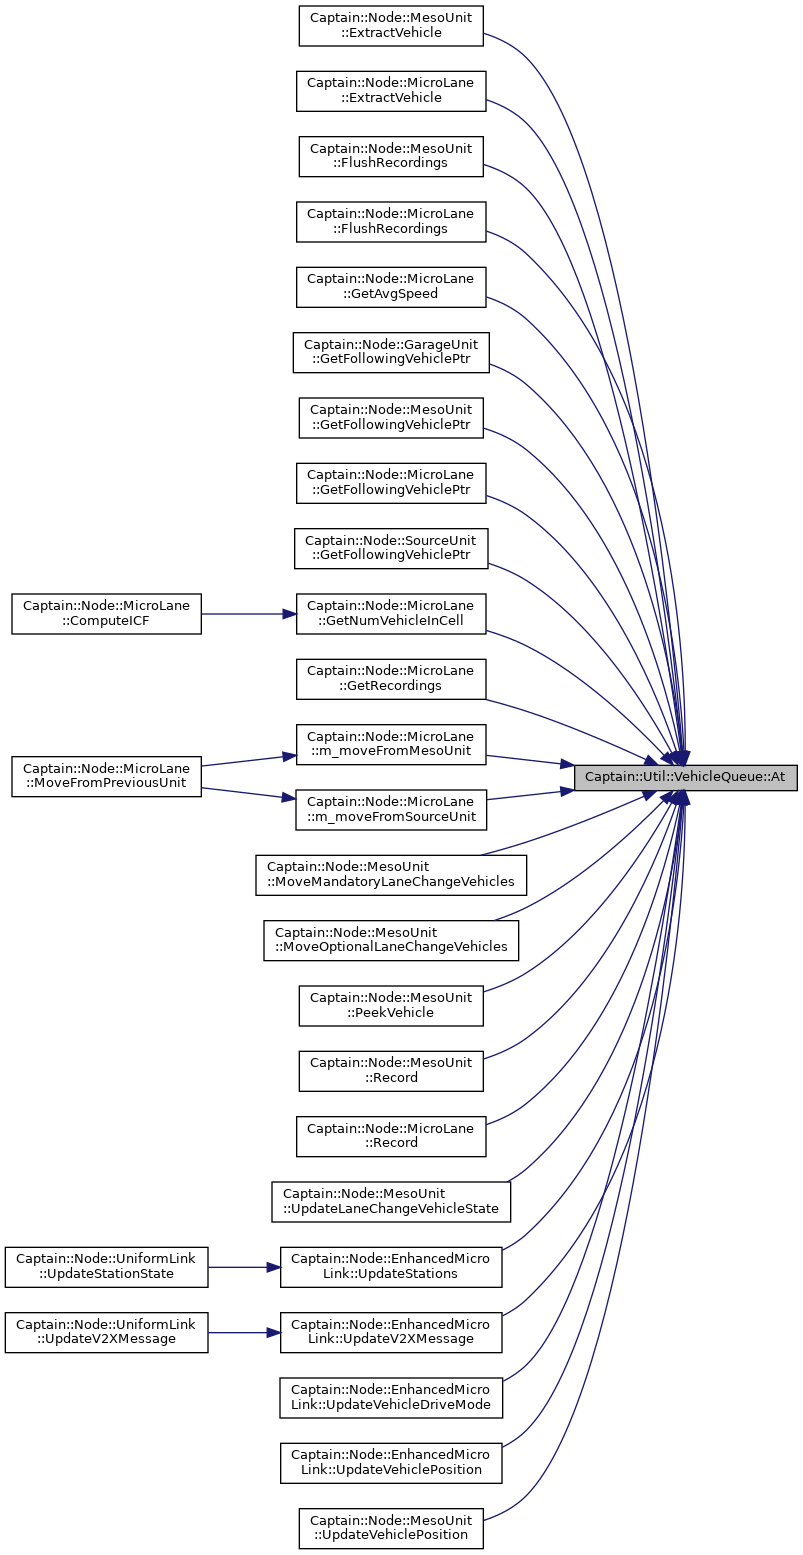 Captain::Node::MesoUnit
::ExtractVehicle
Captain::Node::MicroLane
::ExtractVehicle
Captain::Node::MesoUnit
::FlushRecordings
Captain::Node::MicroLane
::FlushRecordings
Captain::Node::MicroLane
::GetAvgSpeed
Captain::Node::GarageUnit
::GetFollowingVehiclePtr
Captain::Node::MesoUnit
::GetFollowingVehiclePtr
Captain::Node::MicroLane
::GetFollowingVehiclePtr
Captain::Node::SourceUnit
::GetFollowingVehiclePtr
Captain::Node::MicroLane
::ComputeICF
Captain::Node::MicroLane
::GetNumVehicleInCell
Captain::Node::MicroLane
::GetRecordings
Captain::Node::MicroLane
::m_moveFromMesoUnit
Captain::Node::MicroLane
::MoveFromPreviousUnit
Captain::Util::VehicleQueue::At
Captain::Node::MicroLane
::m_moveFromSourceUnit
Captain::Node::MesoUnit
::MoveMandatoryLaneChangeVehicles
Captain::Node::MesoUnit
::MoveOptionalLaneChangeVehicles
Captain::Node::MesoUnit
::PeekVehicle
Captain::Node::MesoUnit
::Record
Captain::Node::MicroLane
::Record
Captain::Node::MesoUnit
::UpdateLaneChangeVehicleState
Captain::Node::UniformLink
::UpdateStationState
Captain::Node::EnhancedMicro
Link::UpdateStations
Captain::Node::UniformLink
::UpdateV2XMessage
Captain::Node::EnhancedMicro
Link::UpdateV2XMessage
Captain::Node::EnhancedMicro
Link::UpdateVehicleDriveMode
Captain::Node::EnhancedMicro
Link::UpdateVehiclePosition
Captain::Node::MesoUnit
::UpdateVehiclePosition